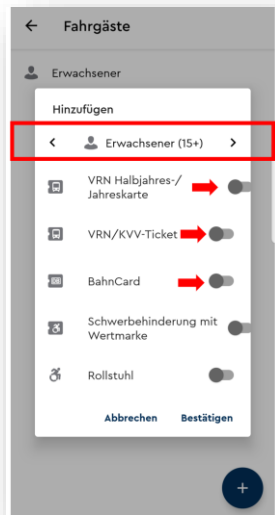 Fahrgäste
Erwachsener
Hinzufügen
Erwachsener (15+)
VRN Halbjahres-/
Jahreskarte
VRN/KVV-Ticket
BahnCard
Schwerbehinderung mit
Wertmarke
Rollstuhl
Abbrechen Bestätigen